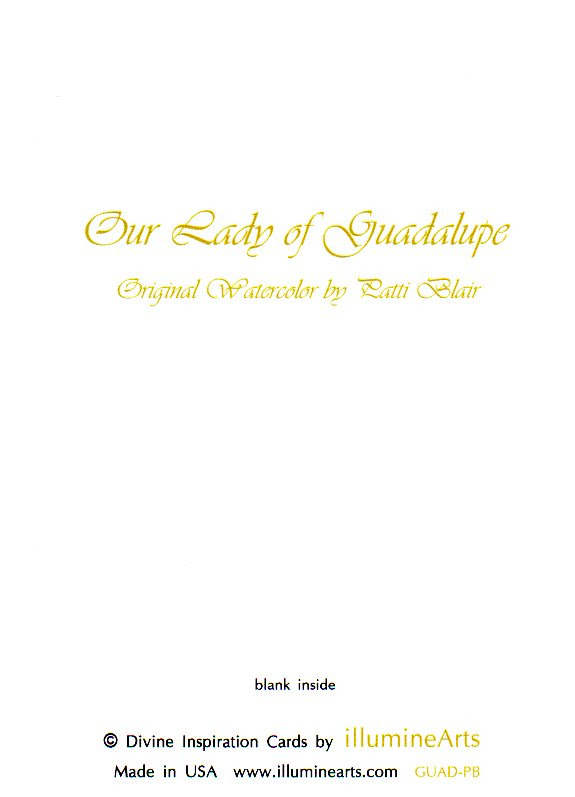 Our Lady of Guadalupe
Original Watercolor by Patti Blair
blank inside
© Divine Inspiration Cards by illumineArts
Made in USA www.illuminearts.com GUAD-PB